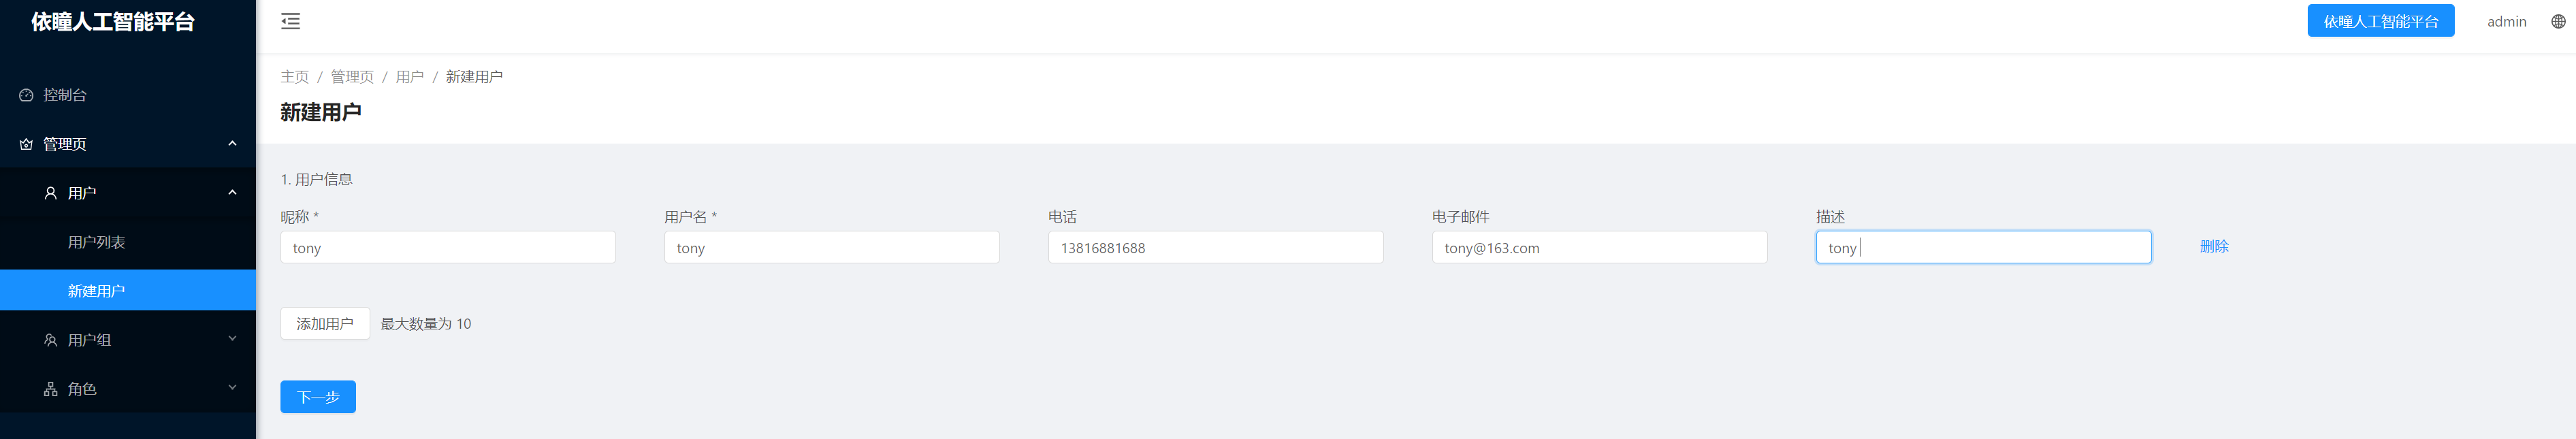 依瞳人工智能平台
控制台
管理页
用户
用户列表
新建用户
用户组
角色
依瞳人工智能平台 admin
主页 / 管理页 / 用户 / 新建用户
新建用户
1. 用户信息
昵称 * 用户名 * 电话 电子邮件 描述
tony tony 13816881688 tony@163.com tony 删除
添加用户 最大数量为 10
下一步